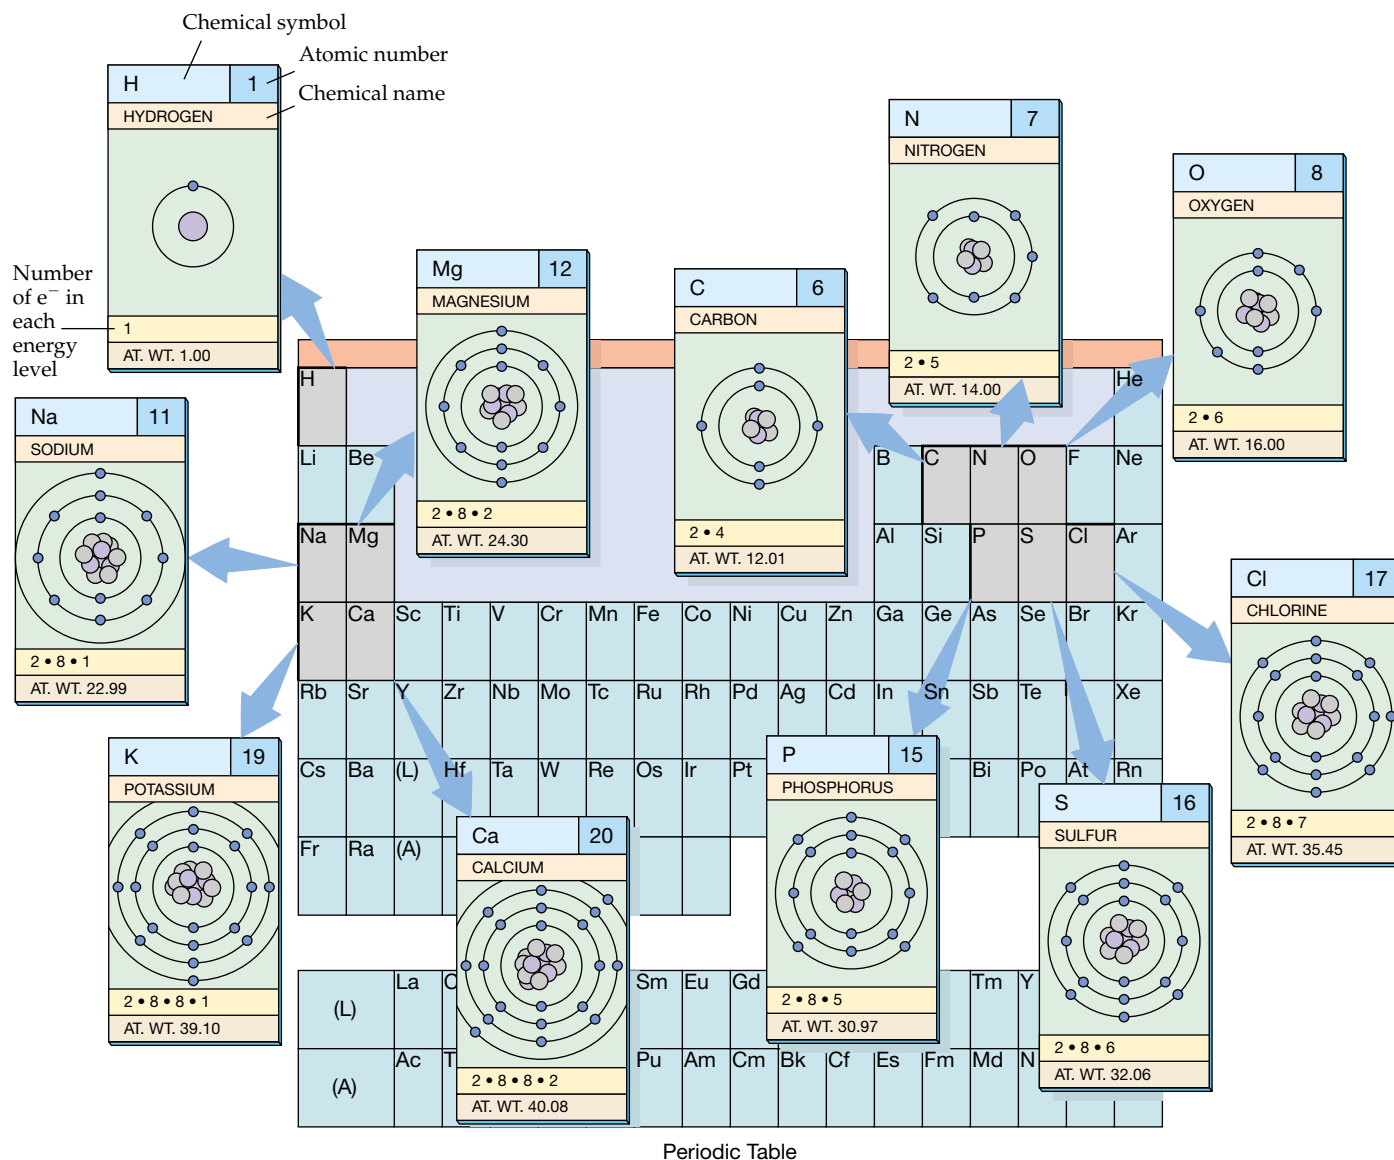 Chemical symbol
Atomic number
Chemical name
H 1
HYDROGEN
1
AT. WT. 1.00
Number
of e− in
each
energy
level
N 7
NITROGEN
2 • 5
AT. WT. 14.00
O 8
OXYGEN
2 • 6
AT. WT. 16.00
Mg 12
MAGNESIUM
2 • 8 • 2
AT. WT. 24.30
C 6
CARBON
2 • 4
AT. WT. 12.01
Na 11
SODIUM
2 • 8 • 1
AT. WT. 22.99
Cl 17
CHLORINE
2 • 8 • 7
AT. WT. 35.45
K 19
POTASSIUM
2 • 8 • 8 • 1
AT. WT. 39.10
Ca 20
CALCIUM
2 • 8 • 8 • 2
AT. WT. 40.08
P 15
PHOSPHORUS
2 • 8 • 5
AT. WT. 30.97
S 16
SULFUR
2 • 8 • 6
AT. WT. 32.06
H He
Li Be B C N O F Ne
Na Mg Al Si P S Cl Ar
K Ca Sc Ti V Cr Mn Fe Co Ni Cu Zn Ga Ge As Se Br Kr
Rb Sr Y Zr Nb Mo Tc Ru Rh Pd Ag Cd In Sn Sb Te I Xe
Cs Ba (L) Hf Ta W Re Os Ir Pt Bi Po At Rn
Fr Ra (A)
(L) La Sm Eu Gd Tm Y
(A) Ac Pu Am Cm Bk Cf Es Fm Md N
Periodic Table